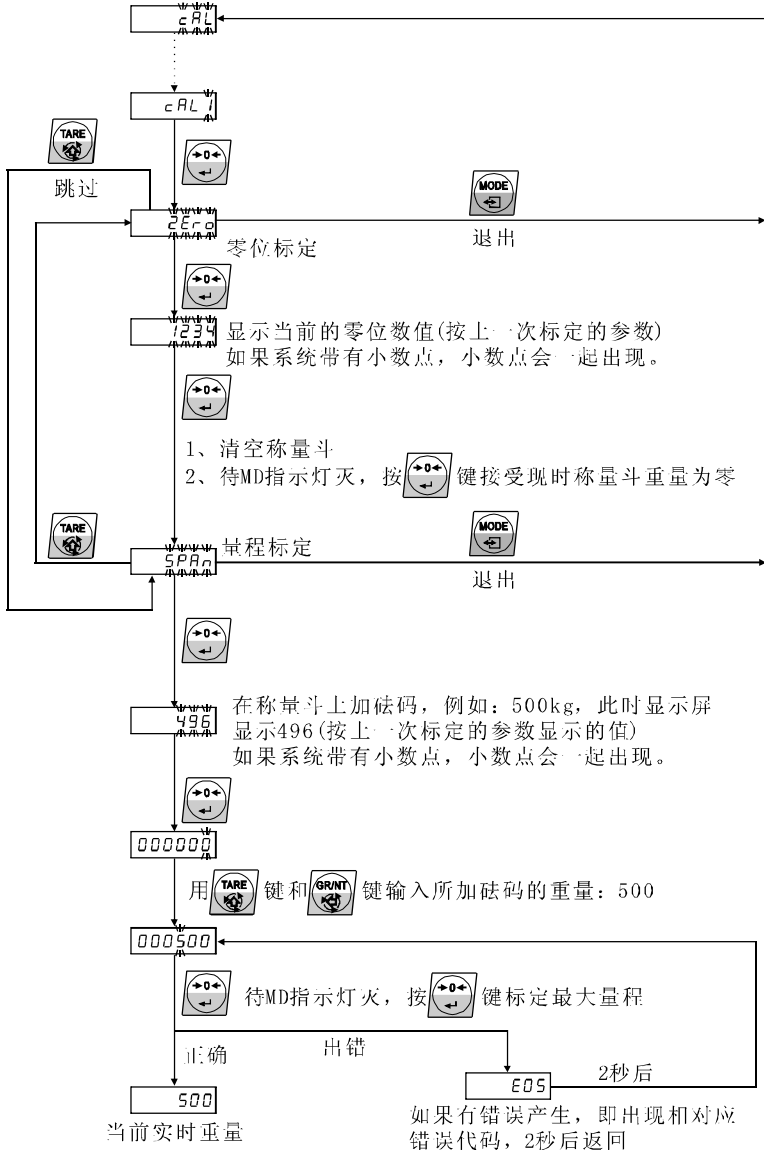 cAL
cAL1
TARE
→0←
跳过
MODE
zEro
退出
零位标定
→0←
1234
显示当前的零位数值(按上一次标定的参数)
如果系统带有小数点，小数点会一起出现。
→0←
1、清空称量斗
2、待MD指示灯灭，按 →0← 键接受现时称量斗重量为零
TARE
量程标定
MODE
SPAn
退出
→0←
在称量斗上加砝码，例如：500kg，此时显示屏
496
显示496(按上一次标定的参数显示的值)
如果系统带有小数点，小数点会一起出现。
→0←
000000
用 TARE 键和 GR/NT 键输入所加砝码的重量：500
000500
→0← 待MD指示灯灭，按 →0← 键标定最大量程
正确
出错
2秒后
500
E05
当前实时重量
如果有错误产生，即出现相对应
错误代码，2秒后返回